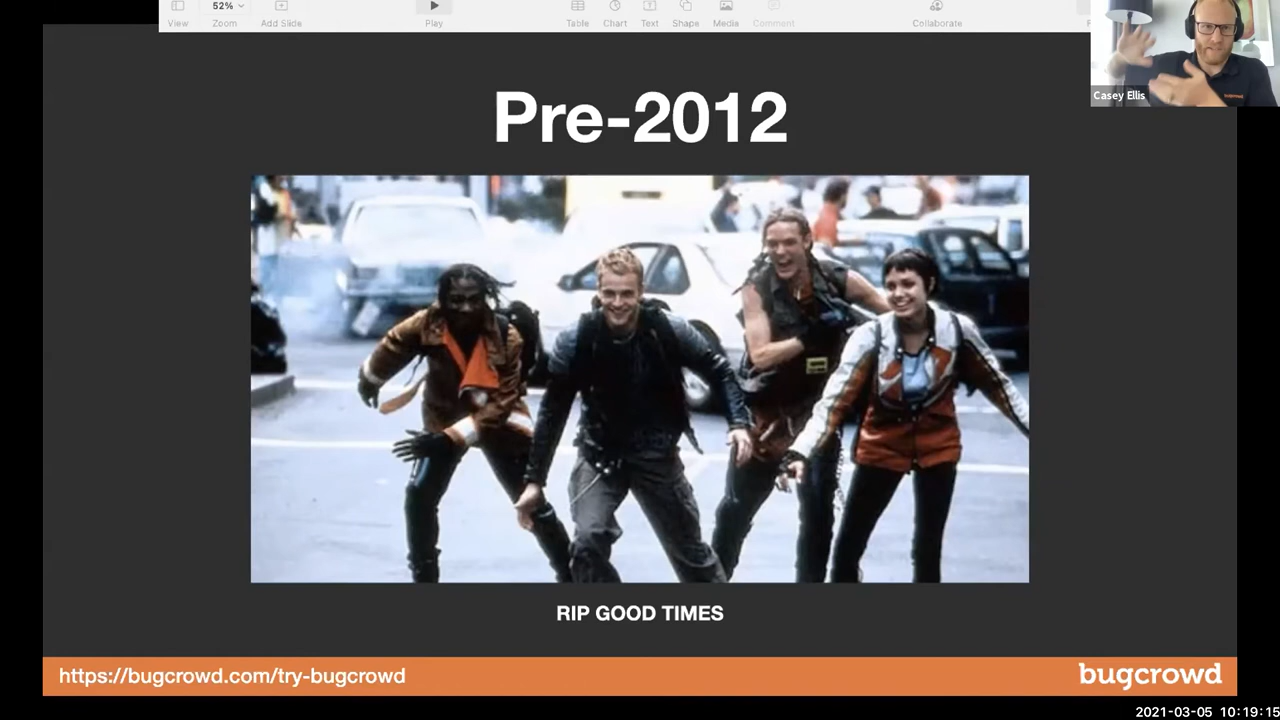 52%
View
Zoom
Add Slide
Play
Table
Chart
Text
Shape
Media
Comment
Collaborate
Casey Ellis
Pre-2012
RIP GOOD TIMES
https://bugcrowd.com/try-bugcrowd
bugcrowd
2021-03-05 10:19:15